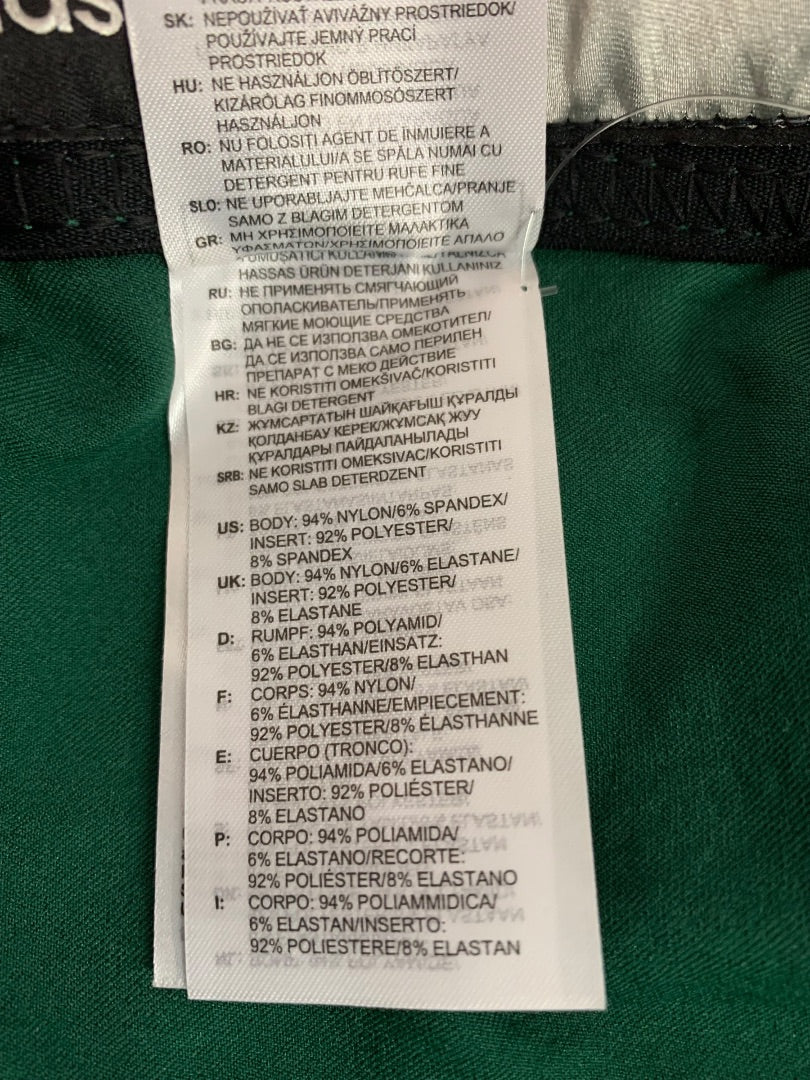 SK: NEPOUŽÍVAŤ AVIVÁŽNY PROSTRIEDOK/
POUŽÍVAJTE JEMNÝ PRACÍ
PROSTRIEDOK
HU: NE HASZNÁLJON ÖBLÍTŐSZERT/
KIZÁRÓLAG FINOMMOSÓSZERT
HASZNÁLJON
RO: NU FOLOSITI AGENT DE ÎNMUIERE A
MATERIALULUI/A SE SPĂLA NUMAI CU
DETERGENT PENTRU RUFE FINE
SLO: NE UPORABLJAJTE MEHČALCA/PRANJE
SAMO Z BLAGIM DETERGENTOM
GR: ΜΗ ΧΡΗΣΙΜΟΠΟΙΕΙΤΕ ΜΑΛΑΚΤΙΚΑ
ΥΦΑΣΜΑΤΩΝ/ΧΡΗΣΙΜΟΠΟΙΕΙΤΕ ΑΠΑΛΟ
HASSAS ÜRÜN DETERJANI KULLANINIZ
RU: НЕ ПРИМЕНЯТЬ СМЯГЧАЮЩИЙ
ОПОЛАСКИВАТЕЛЬ/ПРИМЕНЯТЬ
МЯГКИЕ МОЮЩИЕ СРЕДСТВА
BG: ДА НЕ СЕ ИЗПОЛЗВА ОМЕКОТИТЕЛ/
ДА СЕ ИЗПОЛЗВА САМО ПЕРИЛЕН
ПРЕПАРАТ С МЕКО ДЕЙСТВИЕ
HR: NE KORISTITI OMEKŠIVAČ/KORISTITI
BLAGI DETERGENT
KZ: ЖҰМСАРТАТЫН ШАЙҚАҒЫШ ҚҰРАЛДЫ
ҚОЛДАНБАУ КЕРЕК/ЖҰМСАҚ ЖУУ
ҚҰРАЛДАРЫ ПАЙДАЛАНЫЛАДЫ
SRB: NE KORISTITI OMEKSIVAC/KORISTITI
SAMO SLAB DETERDZENT
US: BODY: 94% NYLON/6% SPANDEX/
INSERT: 92% POLYESTER/
8% SPANDEX
UK: BODY: 94% NYLON/6% ELASTANE/
INSERT: 92% POLYESTER/
8% ELASTANE
D: RUMPF: 94% POLYAMID/
6% ELASTHAN/EINSATZ:
92% POLYESTER/8% ELASTHAN
F: CORPS: 94% NYLON/
6% ÉLASTHANNE/EMPIECEMENT:
92% POLYESTER/8% ÉLASTHANNE
E: CUERPO (TRONCO):
94% POLIAMIDA/6% ELASTANO/
INSERTO: 92% POLIÉSTER/
8% ELASTANO
P: CORPO: 94% POLIAMIDA/
6% ELASTANO/RECORTE:
92% POLIÉSTER/8% ELASTANO
I: CORPO: 94% POLIAMMIDICA/
6% ELASTAN/INSERTO:
92% POLIESTERE/8% ELASTAN